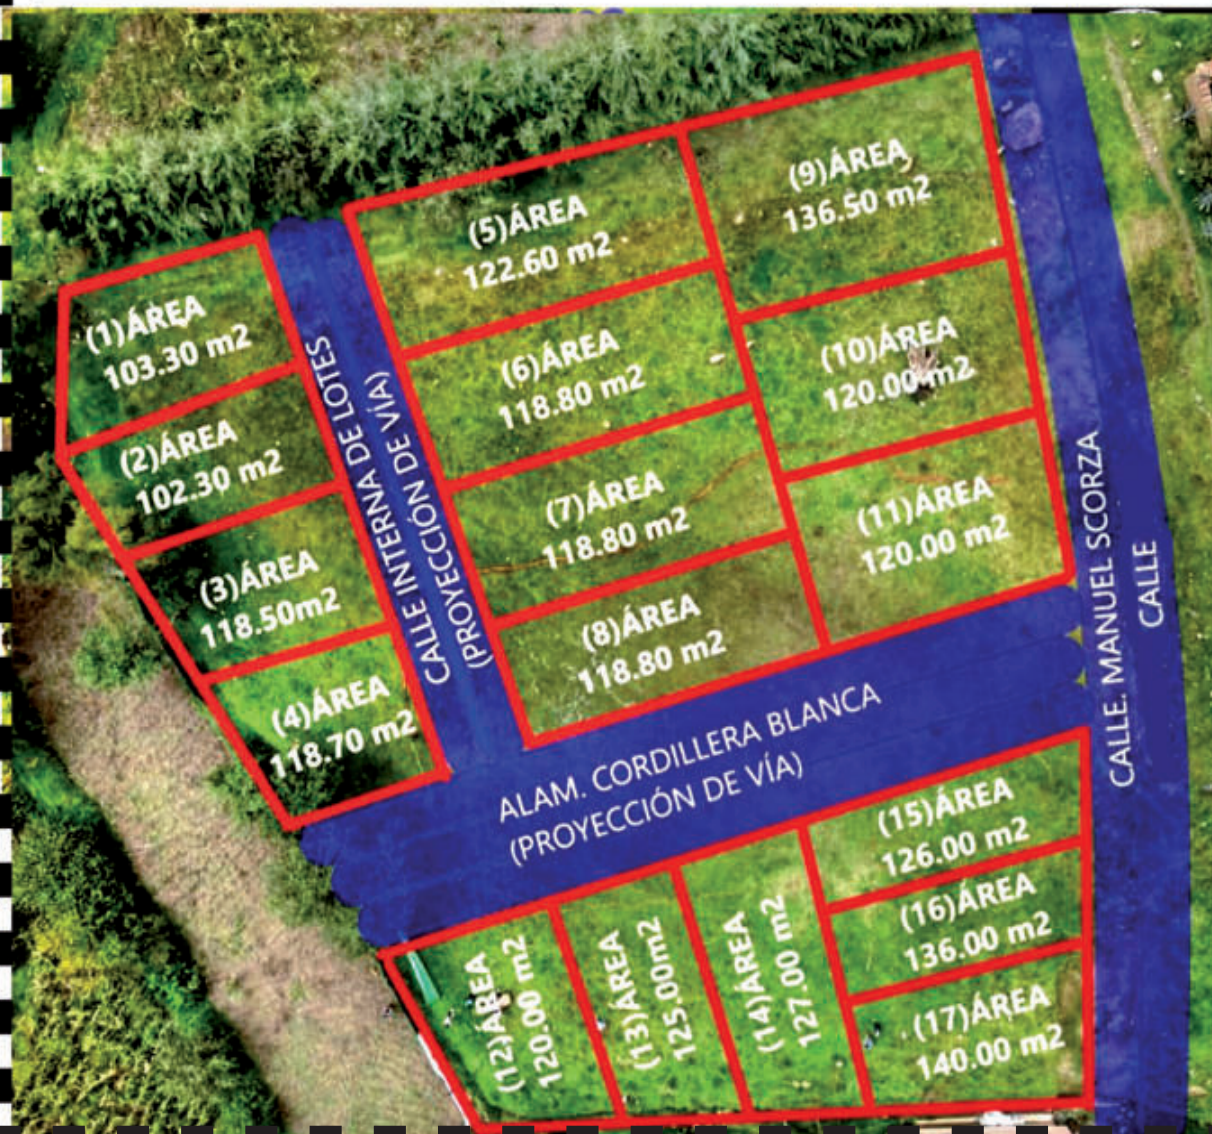 (1)ÁREA
103.30 m2
(2)ÁREA
102.30 m2
(3)ÁREA
118.50m2
(4)ÁREA
118.70 m2
CALLE INTERNA DE LOTES
(PROYECCIÓN DE VÍA)
(5)ÁREA
122.60 m2
(6)ÁREA
118.80 m2
(7)ÁREA
118.80 m2
(8)ÁREA
118.80 m2
(9)ÁREA
136.50 m2
(10)ÁREA
120.00 m2
(11)ÁREA
120.00 m2
CALLE. MANUEL SCORZA
CALLE
ALAM. CORDILLERA BLANCA
(PROYECCIÓN DE VÍA)
(12)ÁREA
120.00 m2
(13)ÁREA
125.00m2
(14)ÁREA
127.00 m2
(15)ÁREA
126.00 m2
(16)ÁREA
136.00 m2
(17)ÁREA
140.00 m2